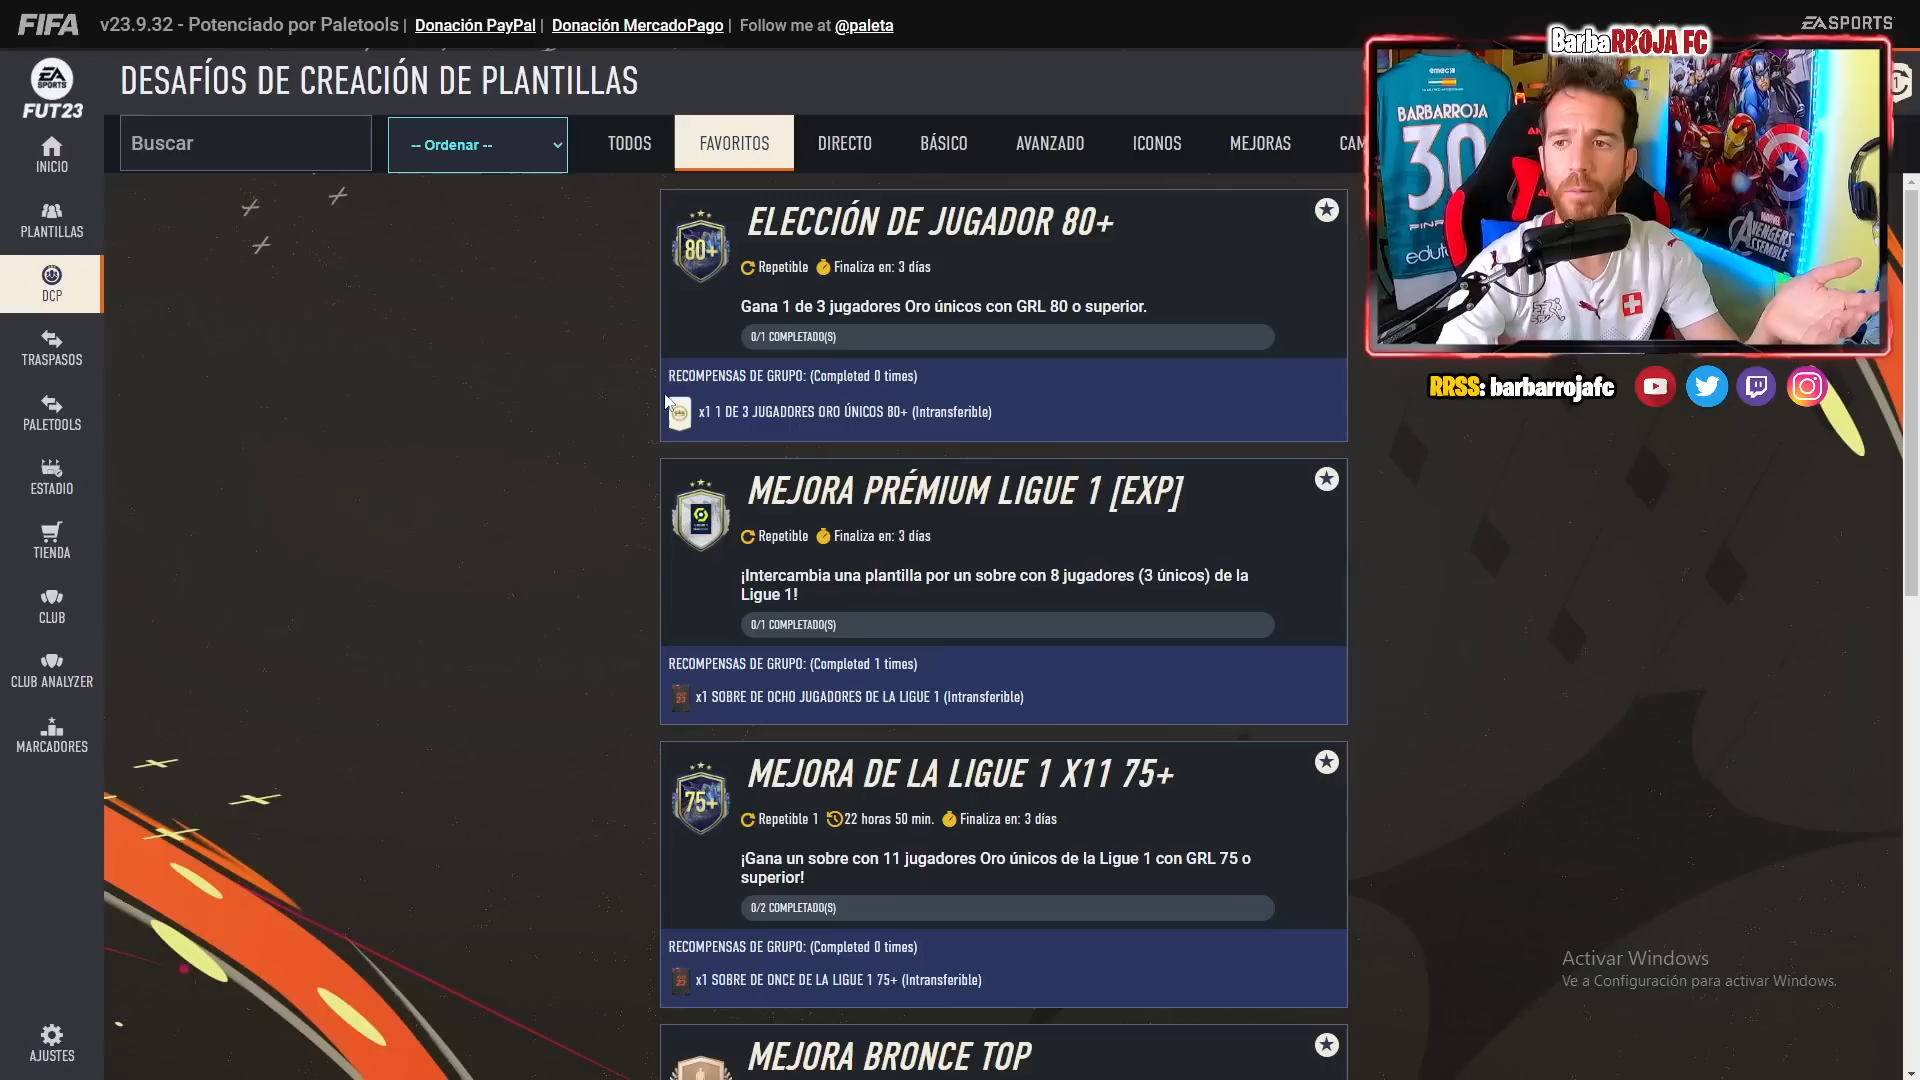 FIFA
v23.9.32 - Potenciado por Paletools | Donación PayPal | Donación MercadoPago | Follow me at @paleta
EA SPORTS
EA SPORTS
FUT23
DESAFÍOS DE CREACIÓN DE PLANTILLAS
Buscar
-- Ordenar --
TODOS
FAVORITOS
DIRECTO
BÁSICO
AVANZADO
ICONOS
MEJORAS
CAM
INICIO
PLANTILLAS
DCP
TRASPASOS
PALETOOLS
ESTADIO
TIENDA
CLUB
CLUB ANALYZER
MARCADORES
AJUSTES
80+
ELECCIÓN DE JUGADOR 80+
Repetible Finaliza en: 3 días
Gana 1 de 3 jugadores Oro únicos con GRL 80 o superior.
0/1 COMPLETADO(S)
RECOMPENSAS DE GRUPO: (Completed 0 times)
x1 1 DE 3 JUGADORES ORO ÚNICOS 80+ (Intransferible)
MEJORA PRÉMIUM LIGUE 1 [EXP]
Repetible Finaliza en: 3 días
¡Intercambia una plantilla por un sobre con 8 jugadores (3 únicos) de la
Ligue 1!
0/1 COMPLETADO(S)
RECOMPENSAS DE GRUPO: (Completed 1 times)
x1 SOBRE DE OCHO JUGADORES DE LA LIGUE 1 (Intransferible)
75+
MEJORA DE LA LIGUE 1 X11 75+
Repetible 1 22 horas 50 min. Finaliza en: 3 días
¡Gana un sobre con 11 jugadores Oro únicos de la Ligue 1 con GRL 75 o
superior!
0/2 COMPLETADO(S)
RECOMPENSAS DE GRUPO: (Completed 0 times)
x1 SOBRE DE ONCE DE LA LIGUE 1 75+ (Intransferible)
MEJORA BRONCE TOP
BarbaRROJA FC
BARBARROJA
30
MARVEL
AVENGERS
ASSEMBLE
RRSS: barbarrojafc
Activar Windows
Ve a Configuración para activar Windows.